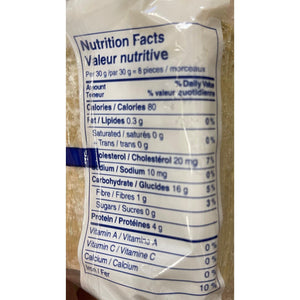 Nutrition Facts
Valeur nutritive
Per 30 g /par 30 g = 6 pieces / morceaux
Amount % Daily Value
Teneur % valeur quotidienne
Calories / Calories 80
Fat / Lipides 0.3 g 0 %
Saturated / saturés 0 g
Trans / trans 0 g 0 %
olesterol / Cholestérol 20 mg 7 %
dium / Sodium 10 mg 0 %
Carbohydrate / Glucides 16 g 5 %
Fibre / Fibres 1 g 3 %
Sugars / Sucres 0 g
Protein / Protéines 4 g
Vitamin A / Vitamine A 0 %
Vitamin C / Vitamine C 0 %
Calcium / Calcium 0 %
/ Fer 10 %